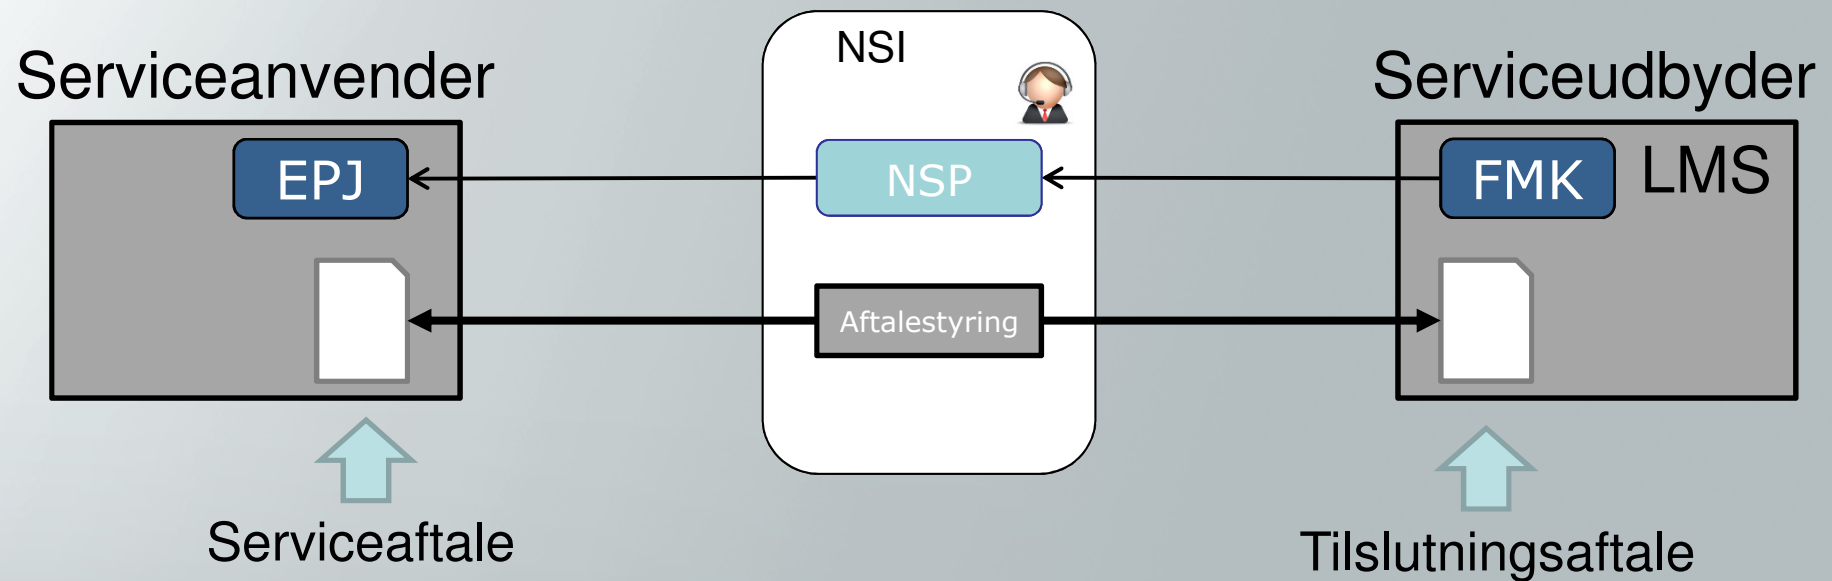 NSI
Serviceanvender
Serviceudbyder
EPJ
NSP
FMK
LMS
Aftalestyring
Serviceaftale
Tilslutningsaftale